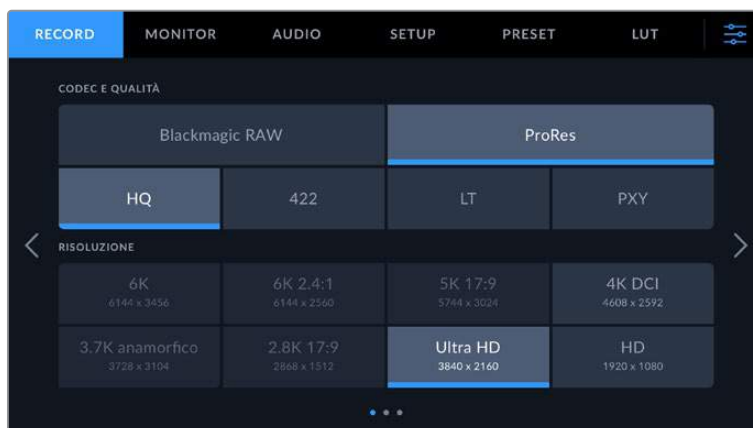 RECORD MONITOR AUDIO SETUP PRESET LUT
CODEC E QUALITÀ
Blackmagic RAW ProRes
HQ 422 LT PXY
RISOLUZIONE
6K 6K 2.4:1 5K 17:9 4K DCI
6144 x 3456 6144 x 2560 5744 x 3024 4608 x 2592
3.7K anamorfico 2.8K 17:9 Ultra HD HD
3728 x 3104 2868 x 1512 3840 x 2160 1920 x 1080